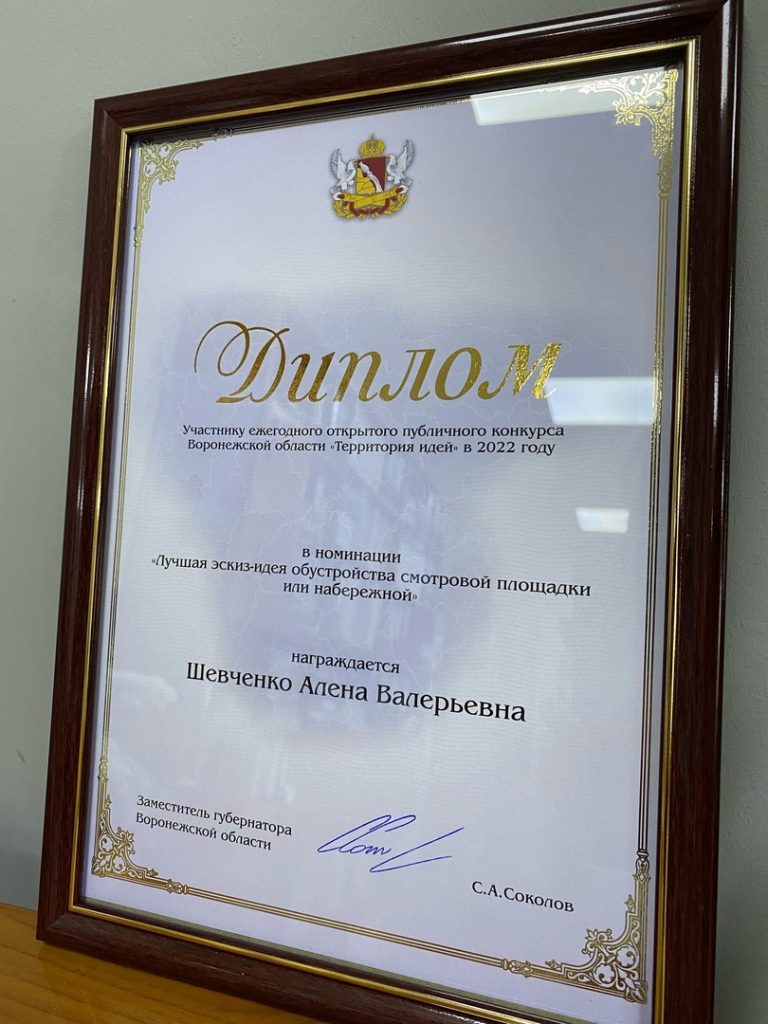 Диплом
Участнику ежегодного открытого публичного конкурса
Воронежской области «Территория идей» в 2022 году
в номинации
«Лучшая эскиз-идея обустройства смотровой площадки
или набережной»
награждается
Шевченко Алена Валерьевна
Заместитель губернатора
Воронежской области
С.А.Соколов